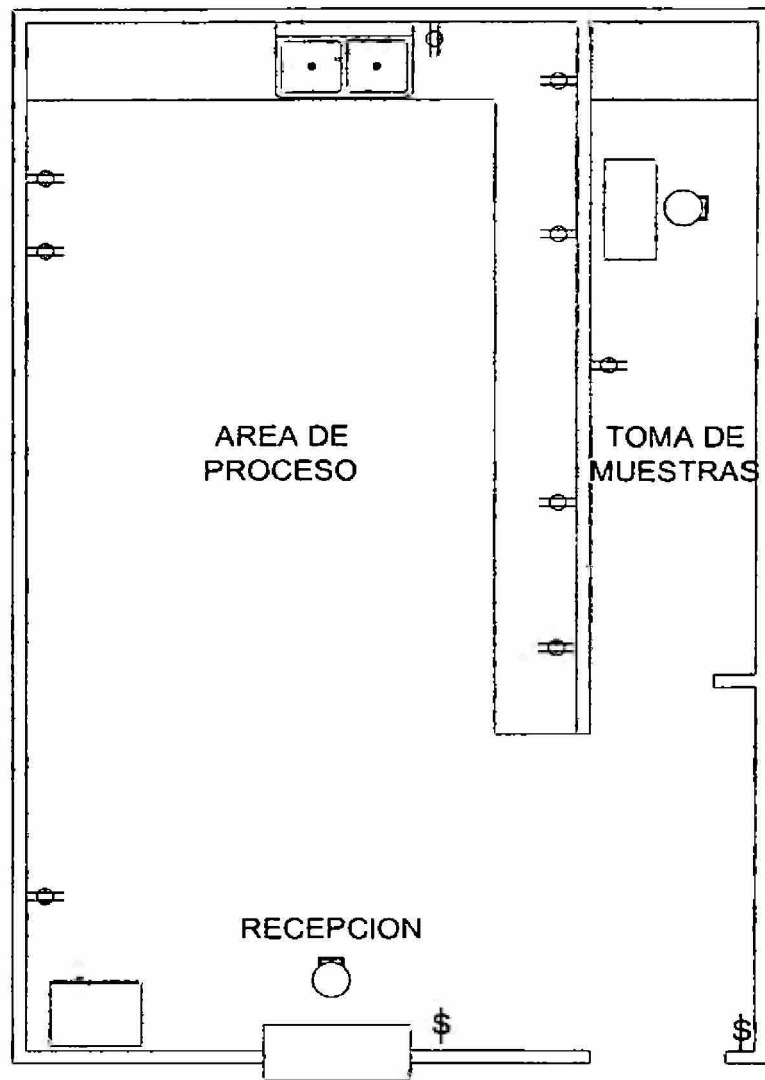 AREA DE
PROCESO
TOMA DE
MUESTRAS
RECEPCION
$
$